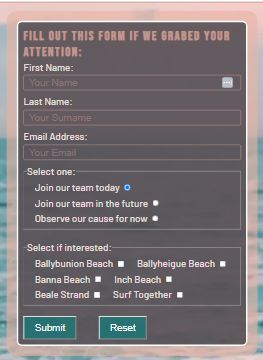 FILL OUT THIS FORM IF WE GRABED YOUR
ATTENTION:
First Name:
Your Name
Last Name:
Your Surname
Email Address:
Your Email
Select one:
Join our team today
Join our team in the future
Observe our cause for now
Select if interested:
Ballybunion Beach Ballyheigue Beach
Banna Beach Inch Beach
Beale Strand Surf Together
Submit Reset